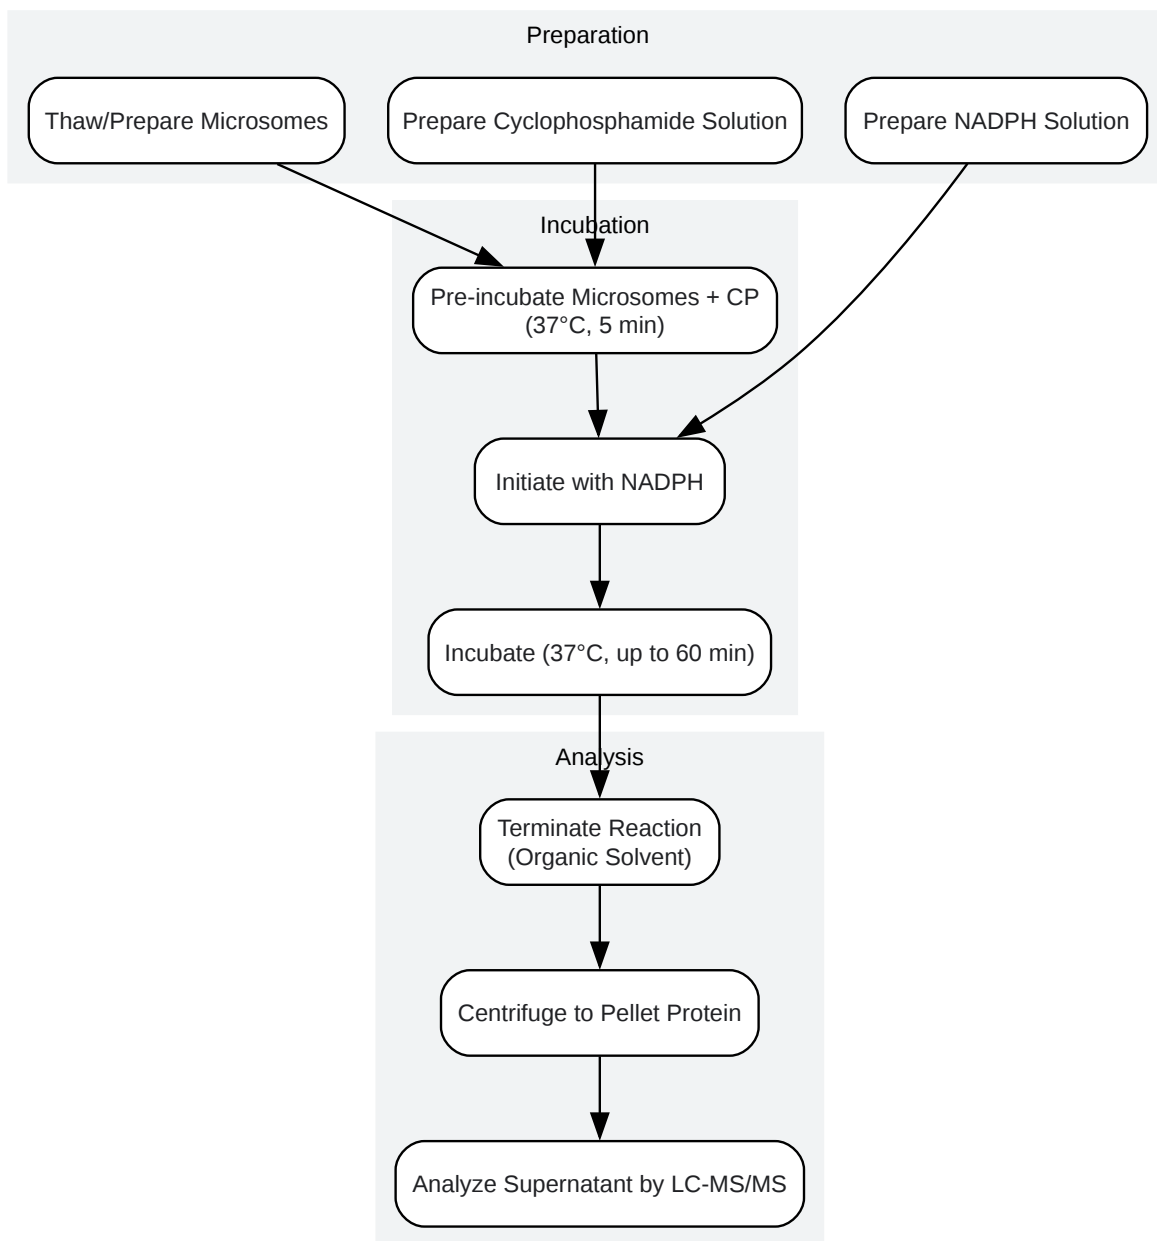 Preparation
Thaw/Prepare Microsomes
Prepare Cyclophosphamide Solution
Prepare NADPH Solution
Incubation
Pre-incubate Microsomes + CP
(37°C, 5 min)
Initiate with NADPH
Incubate (37°C, up to 60 min)
Analysis
Terminate Reaction
(Organic Solvent)
Centrifuge to Pellet Protein
Analyze Supernatant by LC-MS/MS